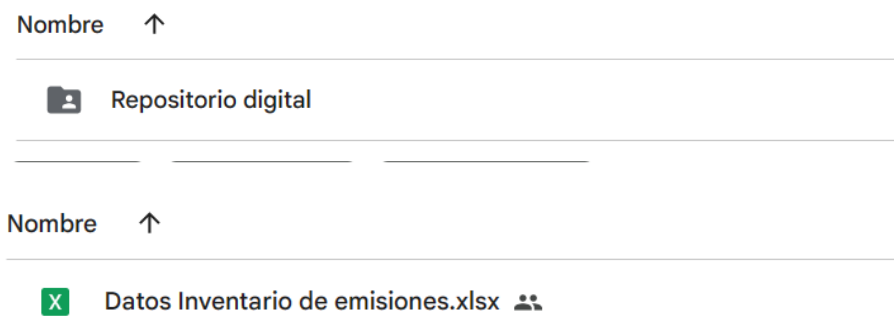 Nombre
Repositorio digital
Nombre
X Datos Inventario de emisiones.xlsx